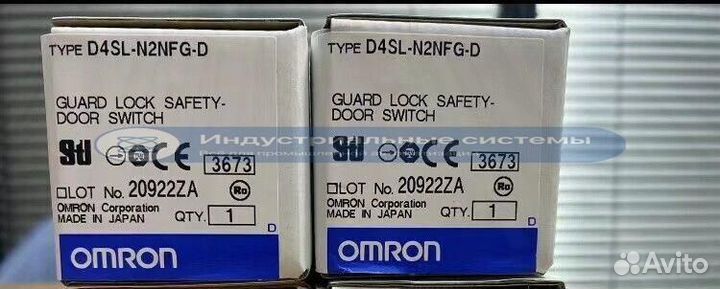 TYPE D4SL-N2NFG-D
GUARD LOCK SAFETY-
DOOR SWITCH
CE
3673
LOT No. 20922ZA
OMRON Corporation
MADE IN JAPAN
QTY. 1
D
OMRON
TYPE D4SL-N2NFG-D
GUARD LOCK SAFETY-
DOOR SWITCH
CE
3673
LOT No. 20922ZA
OMRON Corporation
MADE IN JAPAN
QTY. 1
D
OMRON
Индустриальные системы
Avito